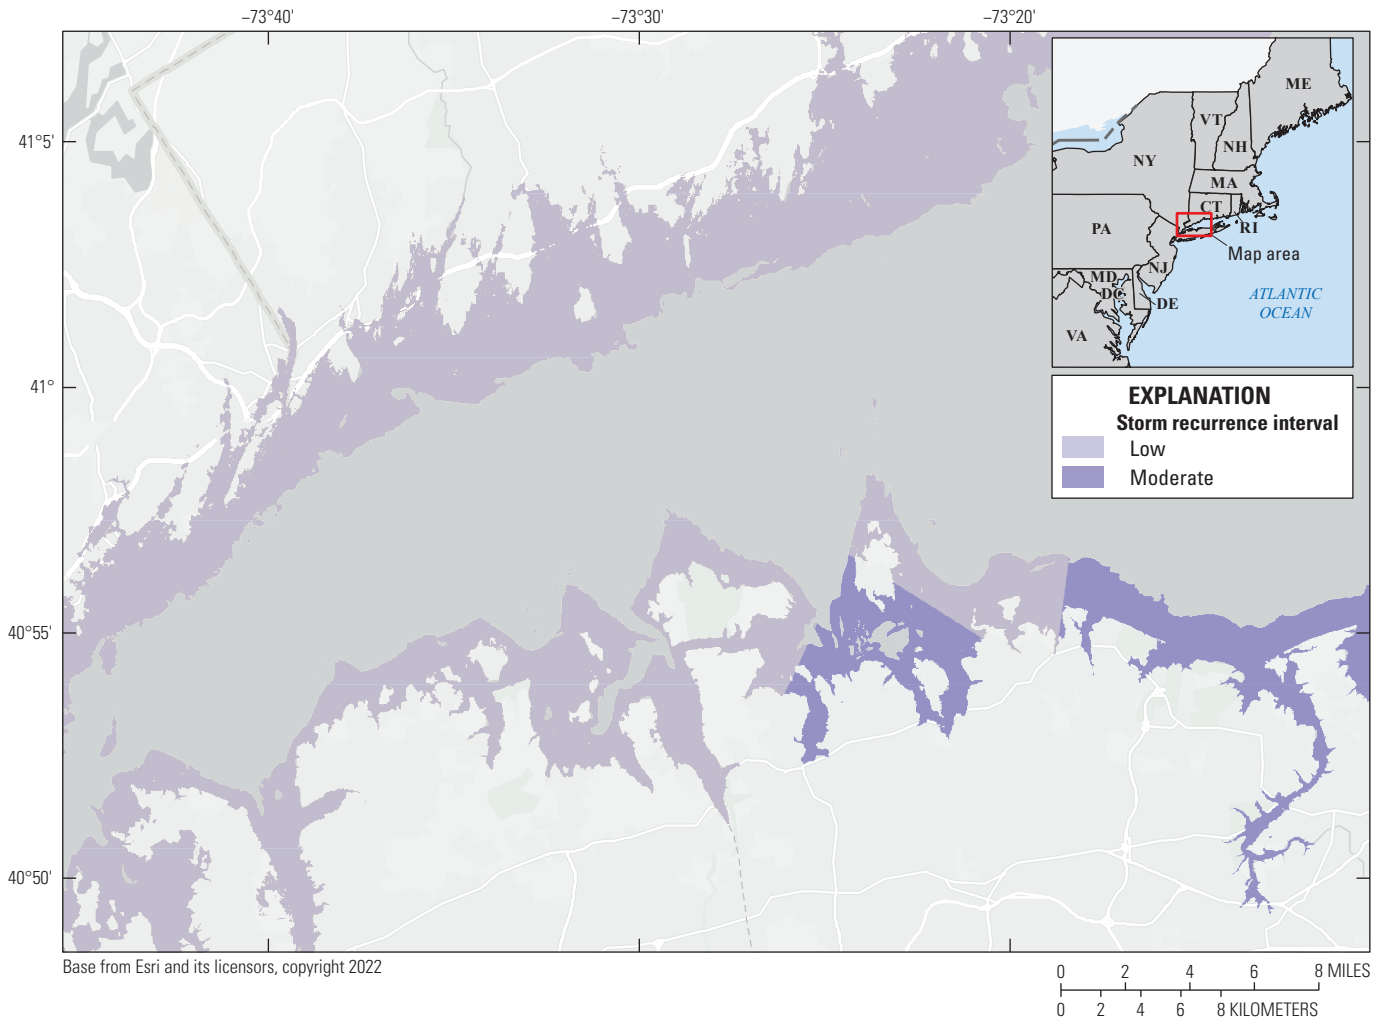 −73°40′
−73°30′
−73°20′
41°5′
41°
40°55′
40°50′
ME
VT
NH
NY
MA
CT
RI
PA
Map area
NJ
MD
DC
DE
VA
ATLANTIC
OCEAN
EXPLANATION
Storm recurrence interval
Low
Moderate
Base from Esri and its licensors, copyright 2022
0 2 4 6 8 MILES
0 2 4 6 8 KILOMETERS